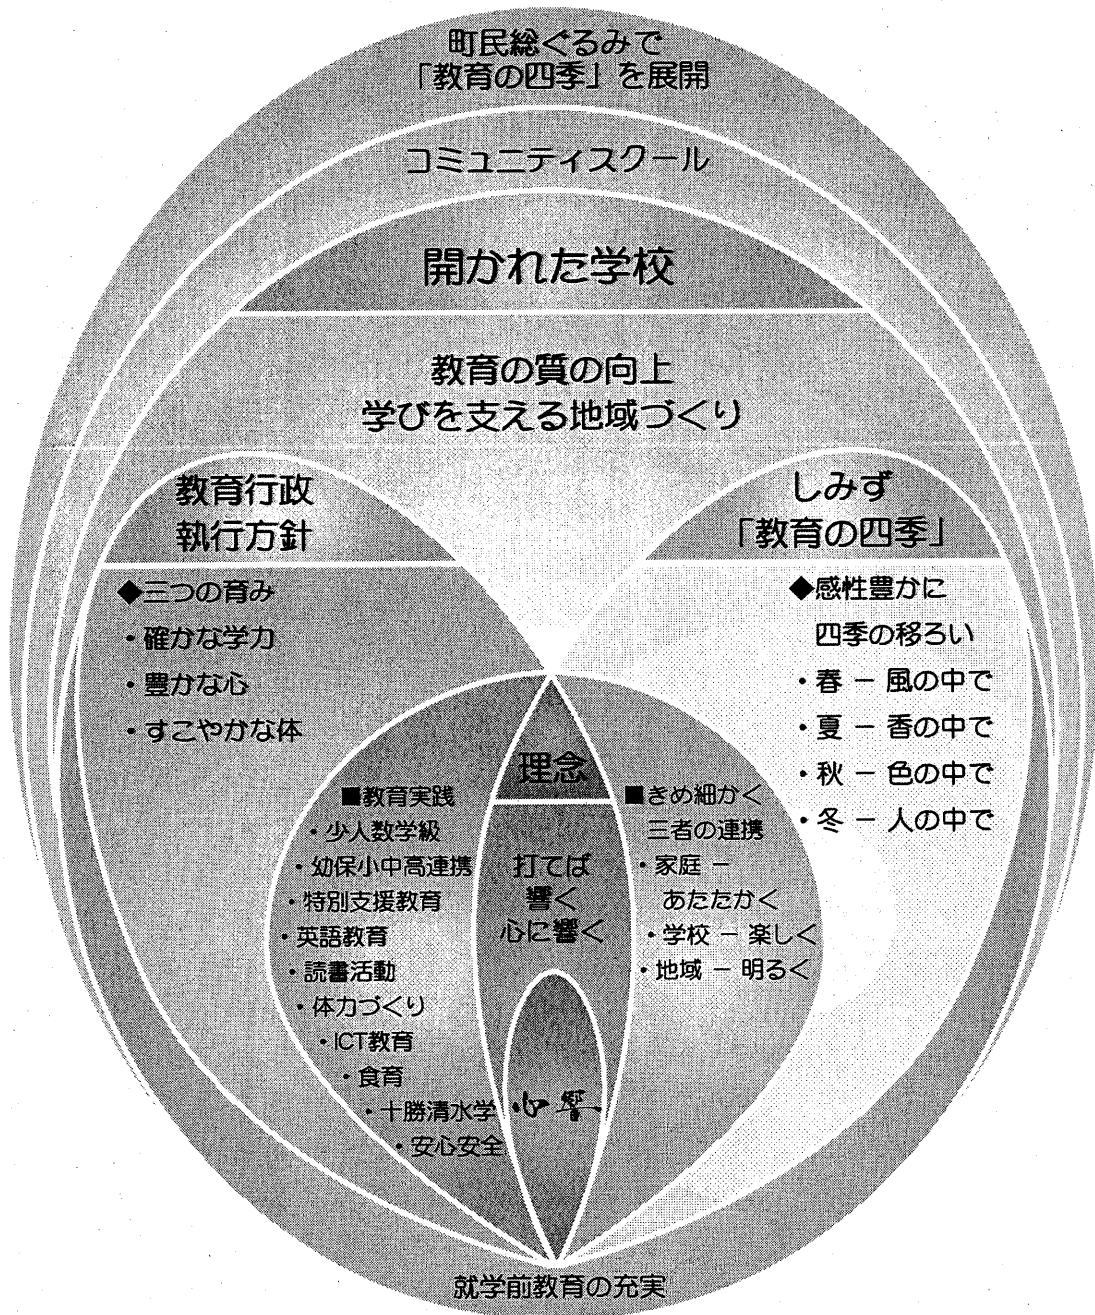 町民総ぐるみで
「教育の四季」を展開
コミュニティスクール
開かれた学校
教育の質の向上
学びを支える地域づくり
教育行政
執行方針
◆三つの育み
・確かな学力
・豊かな心
・すこやかな体
しみず
「教育の四季」
◆感性豊かに
四季の移ろい
・春 － 風の中で
・夏 － 香の中で
・秋 － 色の中で
・冬 － 人の中で
■教育実践
・少人数学級
・幼保小中高連携
・特別支援教育
・英語教育
・読書活動
・体力づくり
・ICT教育
・食育
・十勝清水学
・安心安全
理念
打てば
響く
心に響く
心響
■きめ細かく
三者の連携
・家庭 －
あたたかく
・学校 － 楽しく
・地域 － 明るく
就学前教育の充実